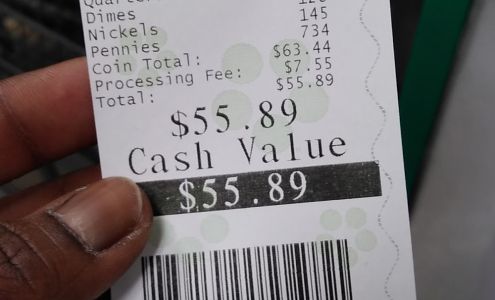 Dimes
Nickels 145
Pennies 734
Coin Total: $63.44
Processing Fee: $7.55
Total: $55.89
$55.89
Cash Value
$55.89